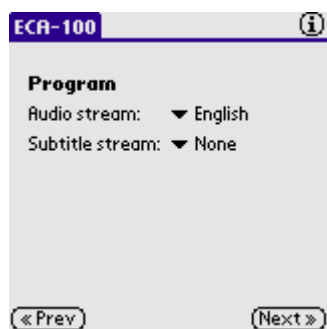 ECA-100
Program
Audio stream: English
Subtitle stream: None
« Prev Next »